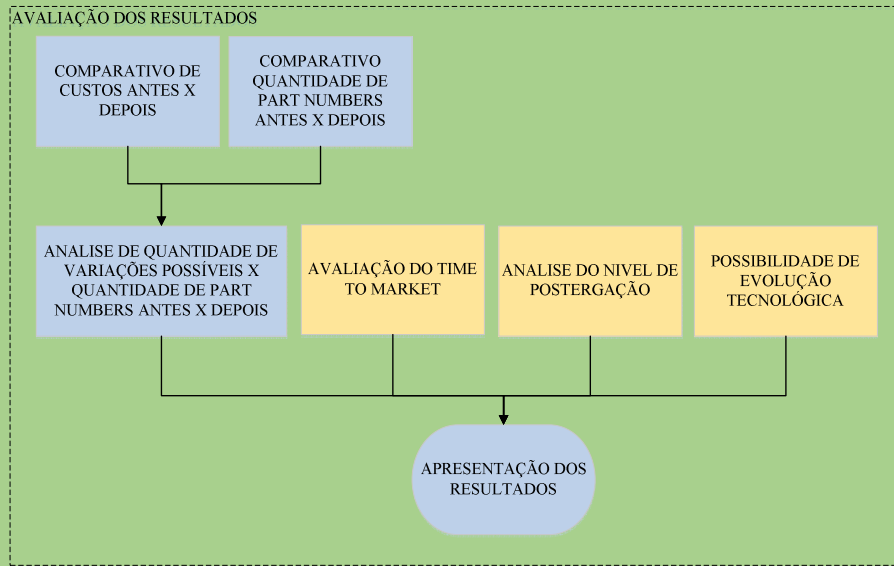 AVALIAÇÃO DOS RESULTADOS
COMPARATIVO DE
CUSTOS ANTES X
DEPOIS
COMPARATIVO
QUANTIDADE DE
PART NUMBERS
ANTES X DEPOIS
ANALISE DE QUANTIDADE DE
VARIAÇÕES POSSÍVEIS X
QUANTIDADE DE PART
NUMBERS ANTES X DEPOIS
AVALIAÇÃO DO TIME
TO MARKET
ANALISE DO NIVEL DE
POSTERGAÇÃO
POSSIBILIDADE DE
EVOLUÇÃO
TECNOLÓGICA
APRESENTAÇÃO DOS
RESULTADOS